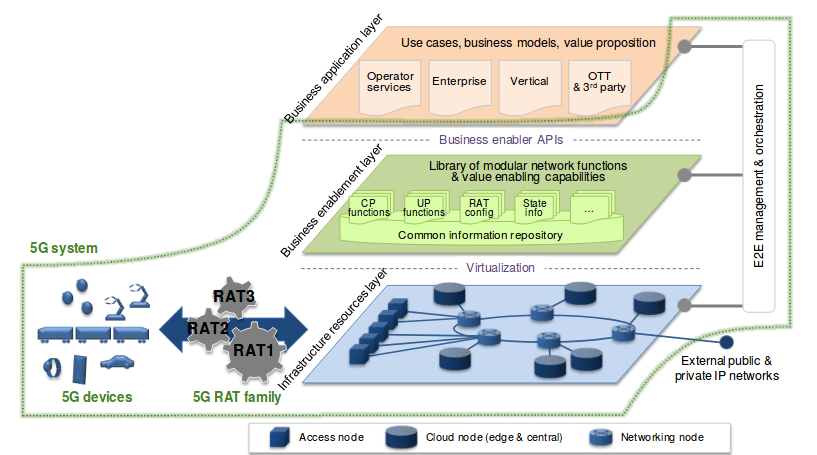 Business application layer
Use cases, business models, value proposition
Operator
services
Enterprise
Vertical
OTT
& 3rd party
Business enabler APIs
Business enablement layer
Library of modular network functions
& value enabling capabilities
CP
functions
UP
functions
RAT
config
State
info
...
Common information repository
E2E management & orchestration
Virtualization
5G system
RAT3
RAT2
RAT1
5G devices
5G RAT family
Infrastructure resources layer
External public &
private IP networks
Access node
Cloud node (edge & central)
Networking node